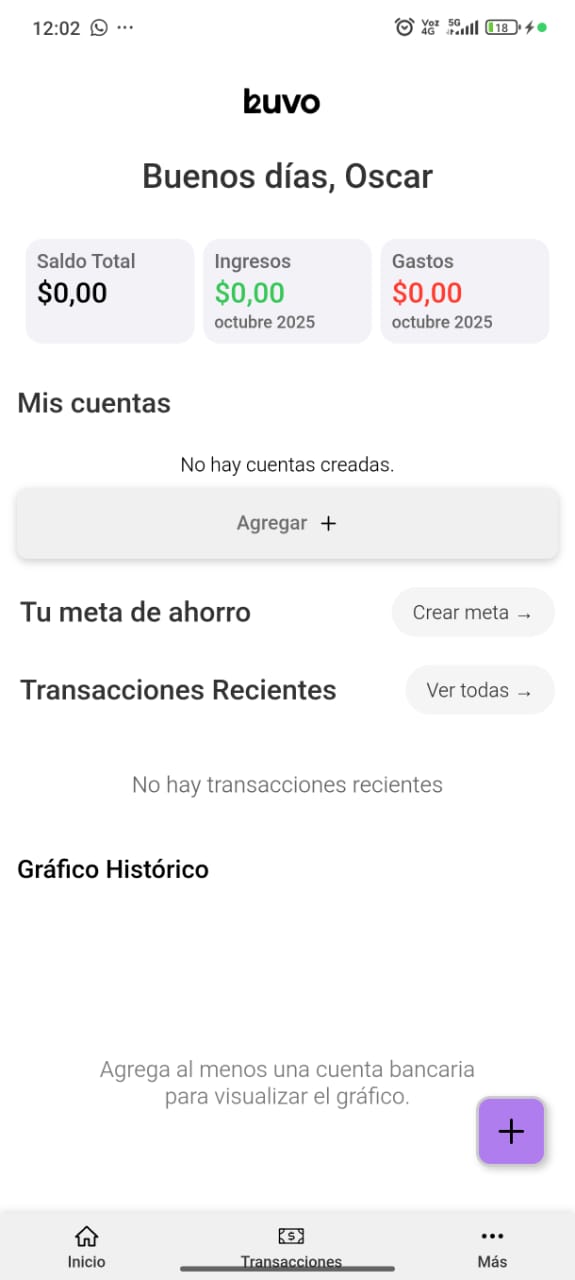 12:02
Voz 4G 5G 18
kuvo
Buenos días, Oscar
Saldo Total
$0,00
Ingresos
$0,00
octubre 2025
Gastos
$0,00
octubre 2025
Mis cuentas
No hay cuentas creadas.
Agregar +
Tu meta de ahorro
Crear meta →
Transacciones Recientes
Ver todas →
No hay transacciones recientes
Gráfico Histórico
Agrega al menos una cuenta bancaria
para visualizar el gráfico.
+
Inicio
Transacciones
Más